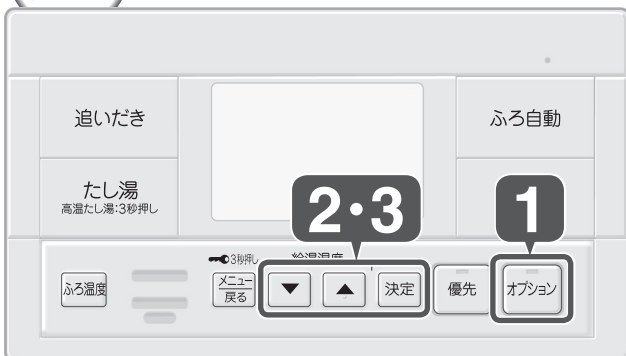 追いだき
ふろ自動
たし湯
高温たし湯:3秒押し
2・3
1
3秒押し
ふろ温度
メニュー
戻る
▼
▲
決定
優先
オプション